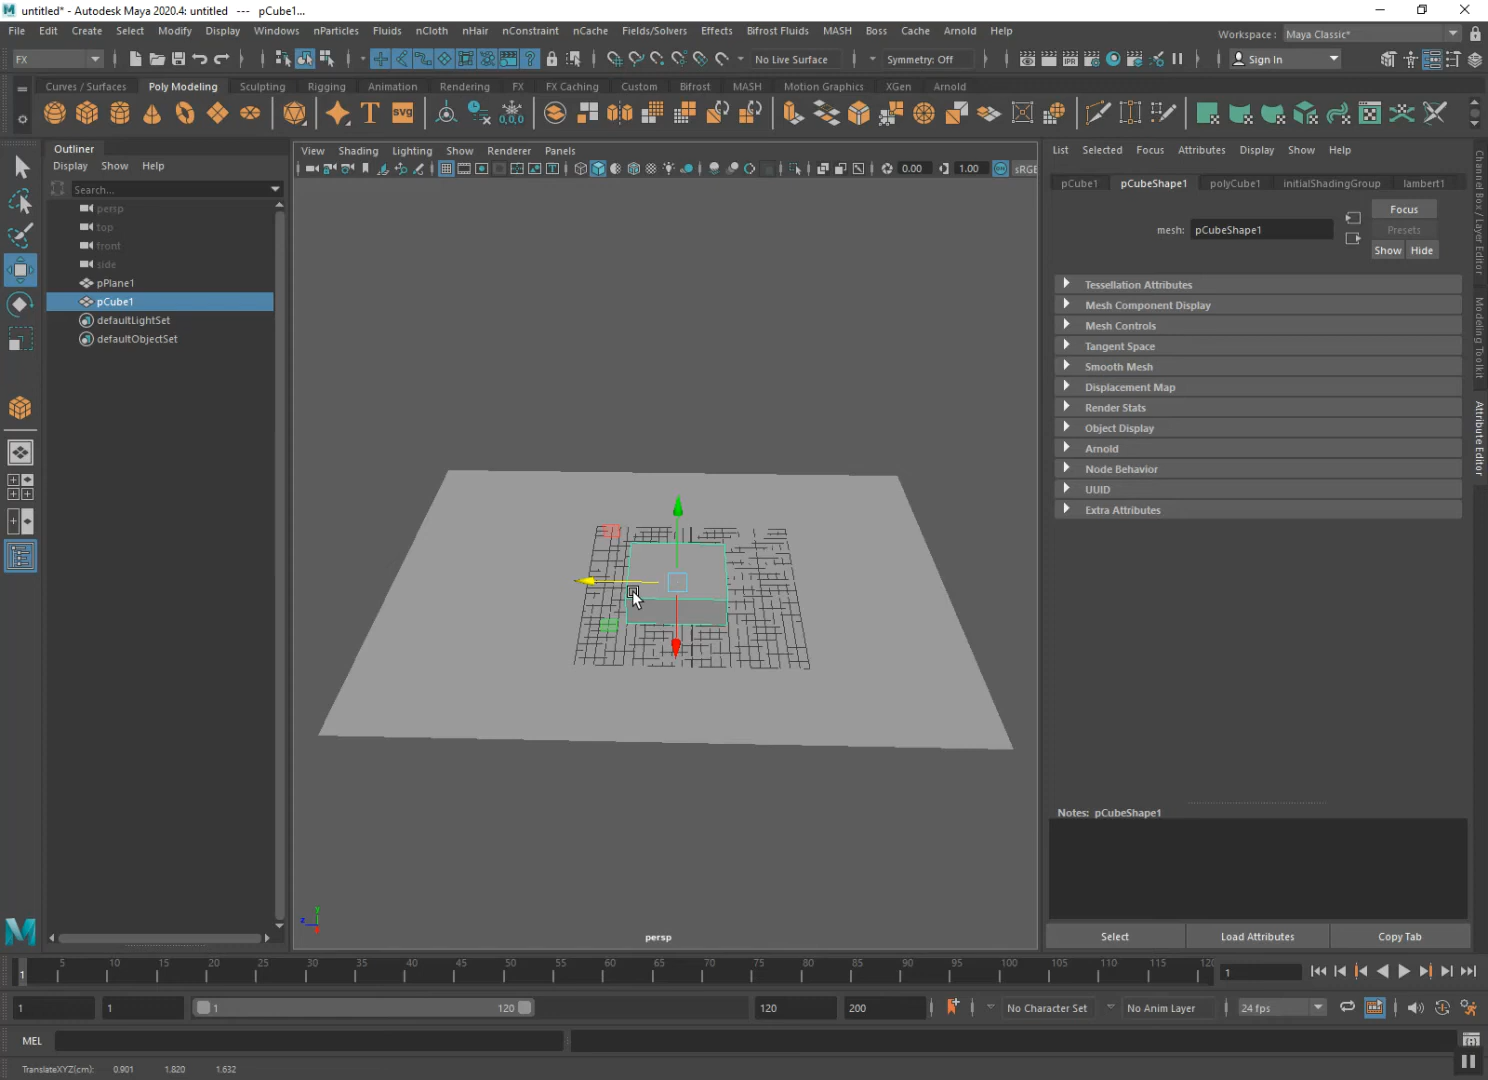 untitled* - Autodesk Maya 2020.4: untitled --- pCube1...
File Edit Create Select Modify Display Windows nParticles Fluids nCloth nHair nConstraint nCache Fields/Solvers Effects Bifrost Fluids MASH Boss Cache Arnold Help Workspace : Maya Classic*
FX No Live Surface Symmetry: Off Sign In
Curves / Surfaces Poly Modeling Sculpting Rigging Animation Rendering FX FX Caching Custom Bifrost MASH Motion Graphics XGen Arnold
Outliner
Display Show Help
Search...
persp
top
front
side
pPlane1
pCube1
defaultLightSet
defaultObjectSet
View Shading Lighting Show Renderer Panels
0.00 1.00 sRGB
persp
List Selected Focus Attributes Display Show Help
pCube1 pCubeShape1 polyCube1 initialShadingGroup lambert1
Focus
mesh: pCubeShape1
Presets
Show Hide
Tessellation Attributes
Mesh Component Display
Mesh Controls
Tangent Space
Smooth Mesh
Displacement Map
Render Stats
Object Display
Arnold
Node Behavior
UUID
Extra Attributes
Notes: pCubeShape1
Select Load Attributes Copy Tab
Channel Box / Layer Editor
Modeling Toolkit
Attribute Editor
1 5 10 15 20 25 30 35 40 45 50 55 60 65 70 75 80 85 90 95 100 105 110 115 120 1
1 1 1 120 120 200 No Character Set No Anim Layer 24 fps
MEL
TranslateXYZ(cm): 0.901 1.820 1.632